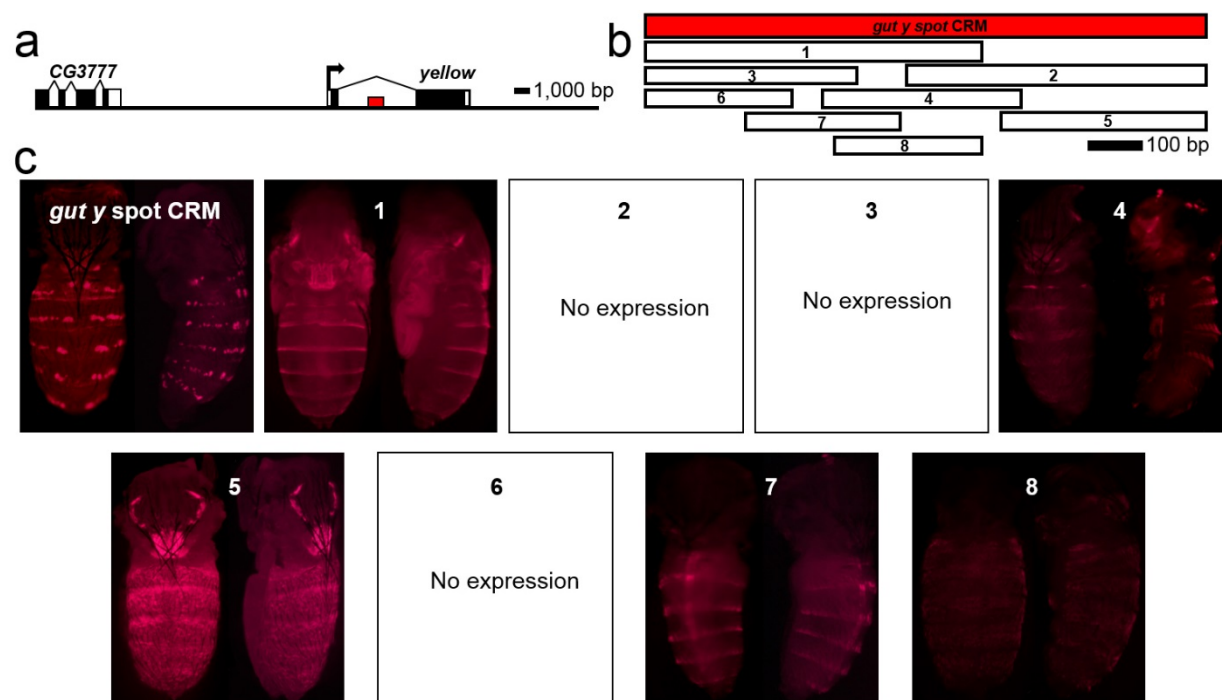 a
CG3777
yellow
1,000 bp
b
gut y spot CRM
1
3
2
6
4
7
5
8
100 bp
c
gut y spot CRM
1
2
No expression
3
No expression
4
5
6
No expression
7
8